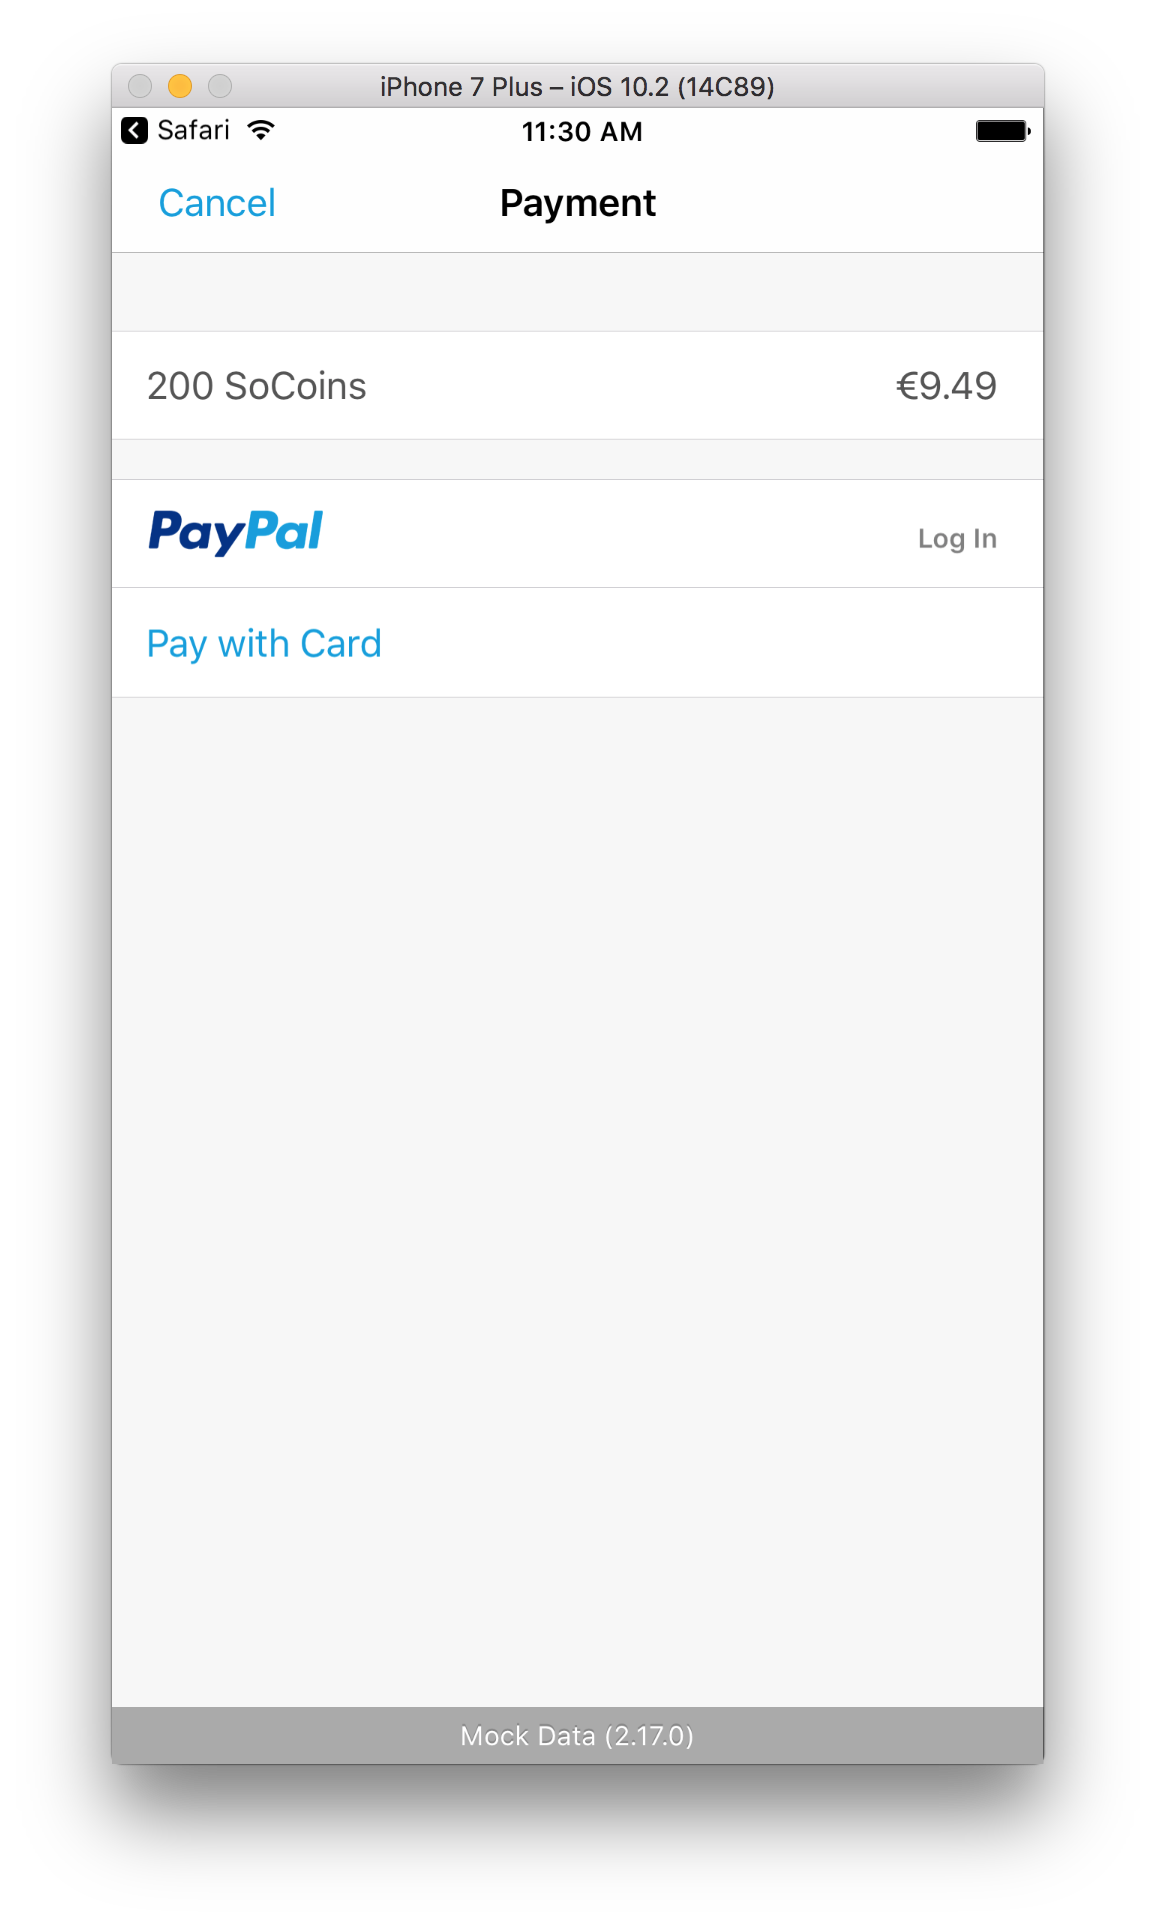 iPhone 7 Plus – iOS 10.2 (14C89)
Safari 11:30 AM
Cancel Payment
200 SoCoins €9.49
PayPal Log In
Pay with Card
Mock Data (2.17.0)